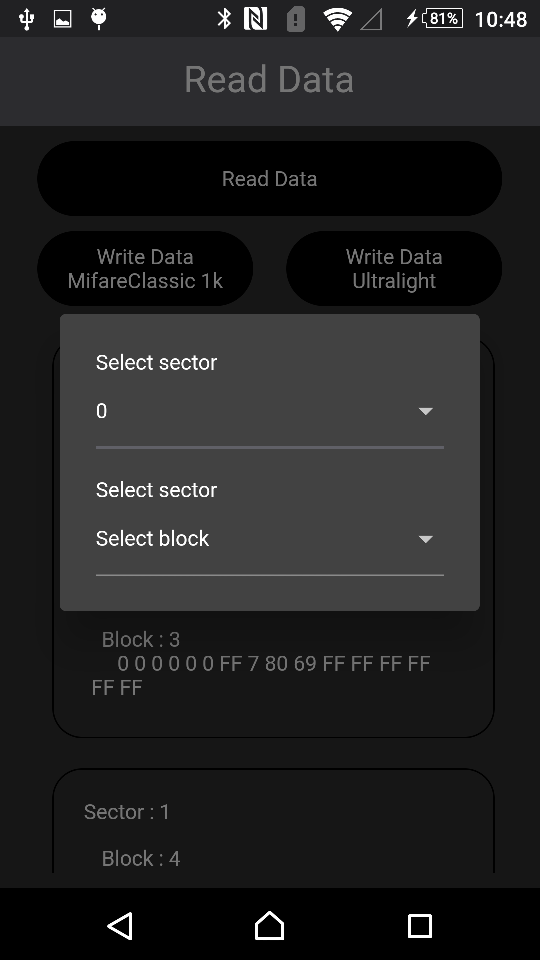 81% 10:48
Read Data
Read Data
Write Data
MifareClassic 1k
Write Data
Ultralight
Select sector
0
Select sector
Select block
Block : 3
0 0 0 0 0 0 FF 7 80 69 FF FF FF FF
FF FF
Sector : 1
Block : 4